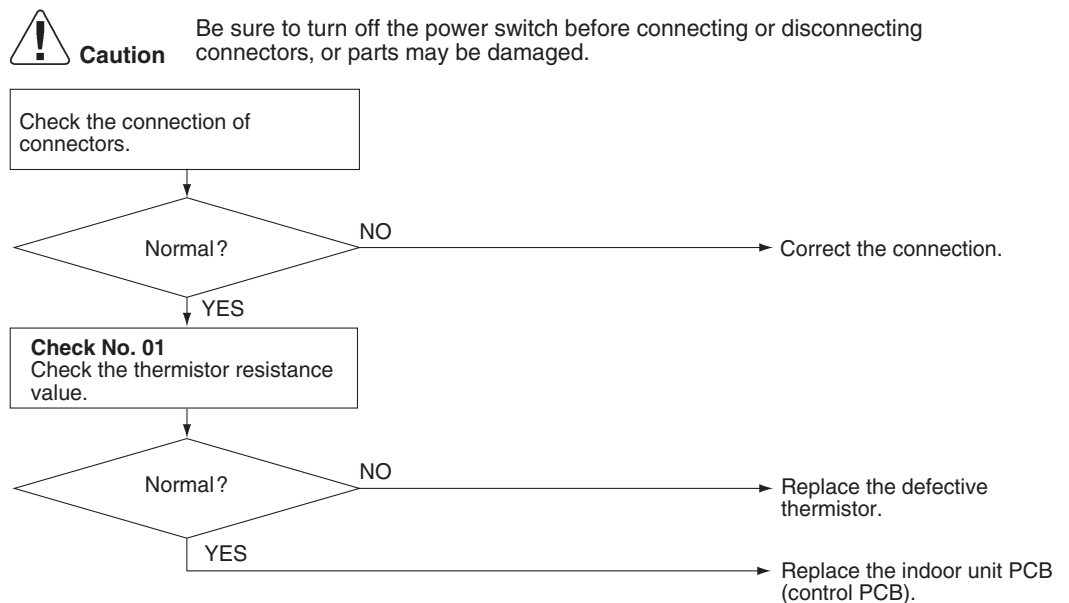 Be sure to turn off the power switch before connecting or disconnecting
Caution connectors, or parts may be damaged.
Check the connection of
connectors.
Normal?
NO
Correct the connection.
YES
Check No. 01
Check the thermistor resistance
value.
Normal?
NO
Replace the defective
thermistor.
YES
Replace the indoor unit PCB
(control PCB).